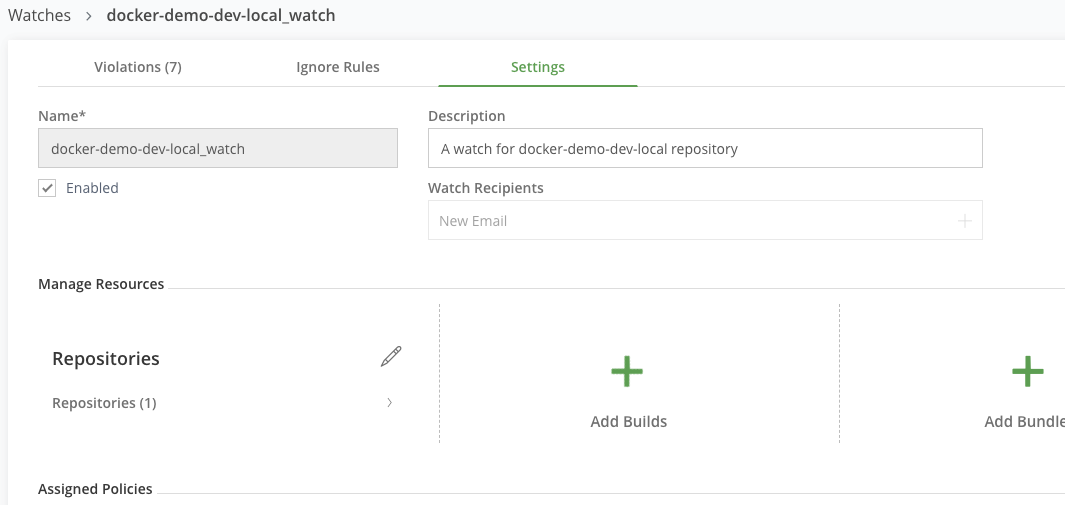 Watches > docker-demo-dev-local_watch
Violations (7) Ignore Rules Settings
Name* Description
docker-demo-dev-local_watch A watch for docker-demo-dev-local repository
Enabled Watch Recipients
New Email
Manage Resources
Repositories
Repositories (1) Add Builds Add Bundle
Assigned Policies